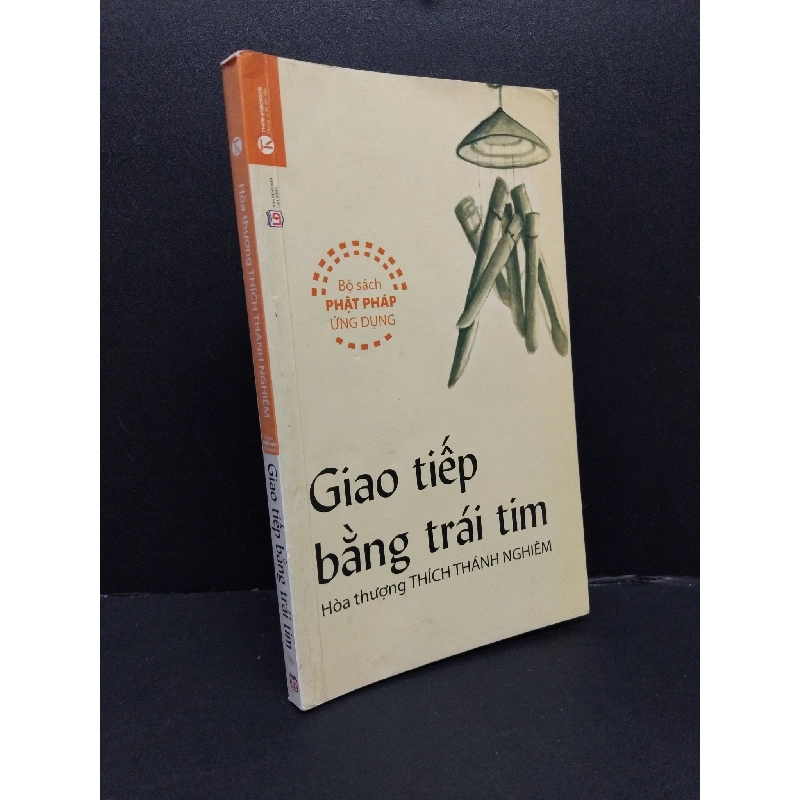 Bộ sách
PHẬT PHÁP
ỨNG DỤNG
Giao tiếp
bằng trái tim
Hòa thượng THÍCH THÁNH NGHIÊM
Hòa thượng THÍCH THÁNH NGHIÊM
Giao tiếp bằng trái tim